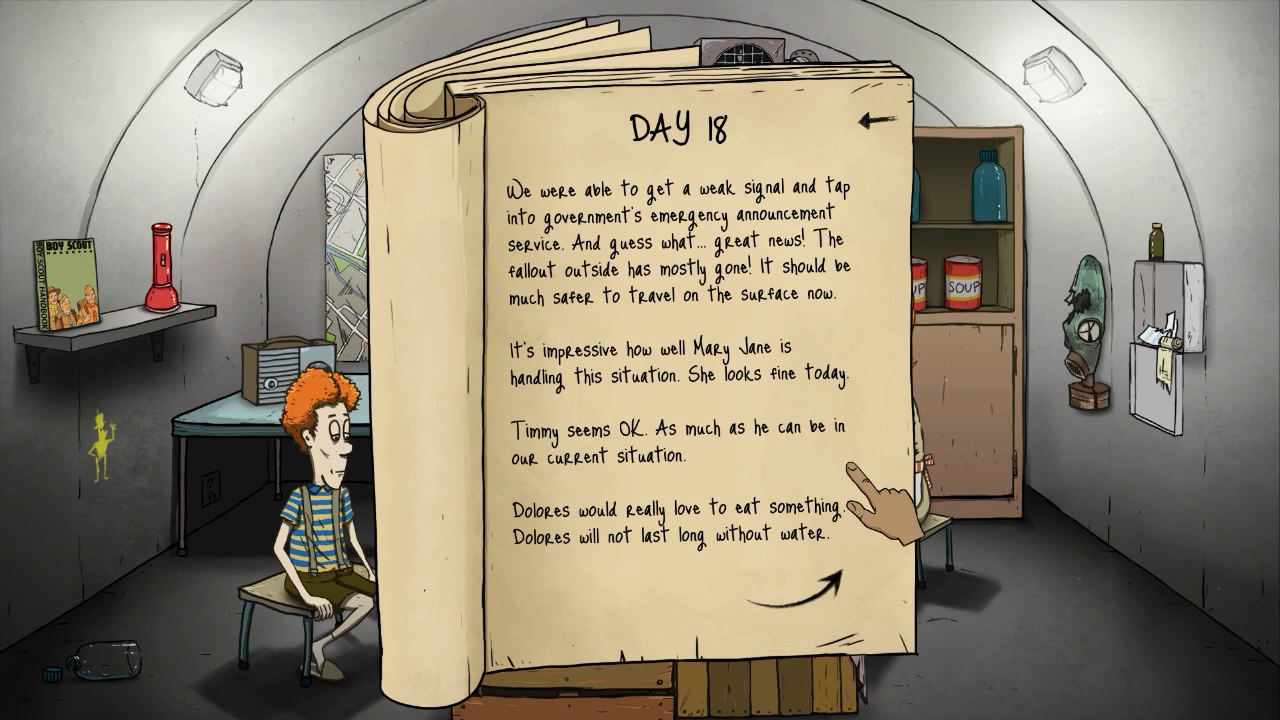 DAY 18
We were able to get a weak signal and tap
into government's emergency announcement
service. And guess what... great news! The
fallout outside has mostly gone! It should be
much safer to travel on the surface now.
It's impressive how well Mary Jane is
handling this situation. She looks fine today.
Timmy seems OK. As much as he can be in
our current situation.
Dolores would really love to eat something.
Dolores will not last long without water.
BOY SCOUT
BOY SCOUT HANDBOOK
UP
SOUP